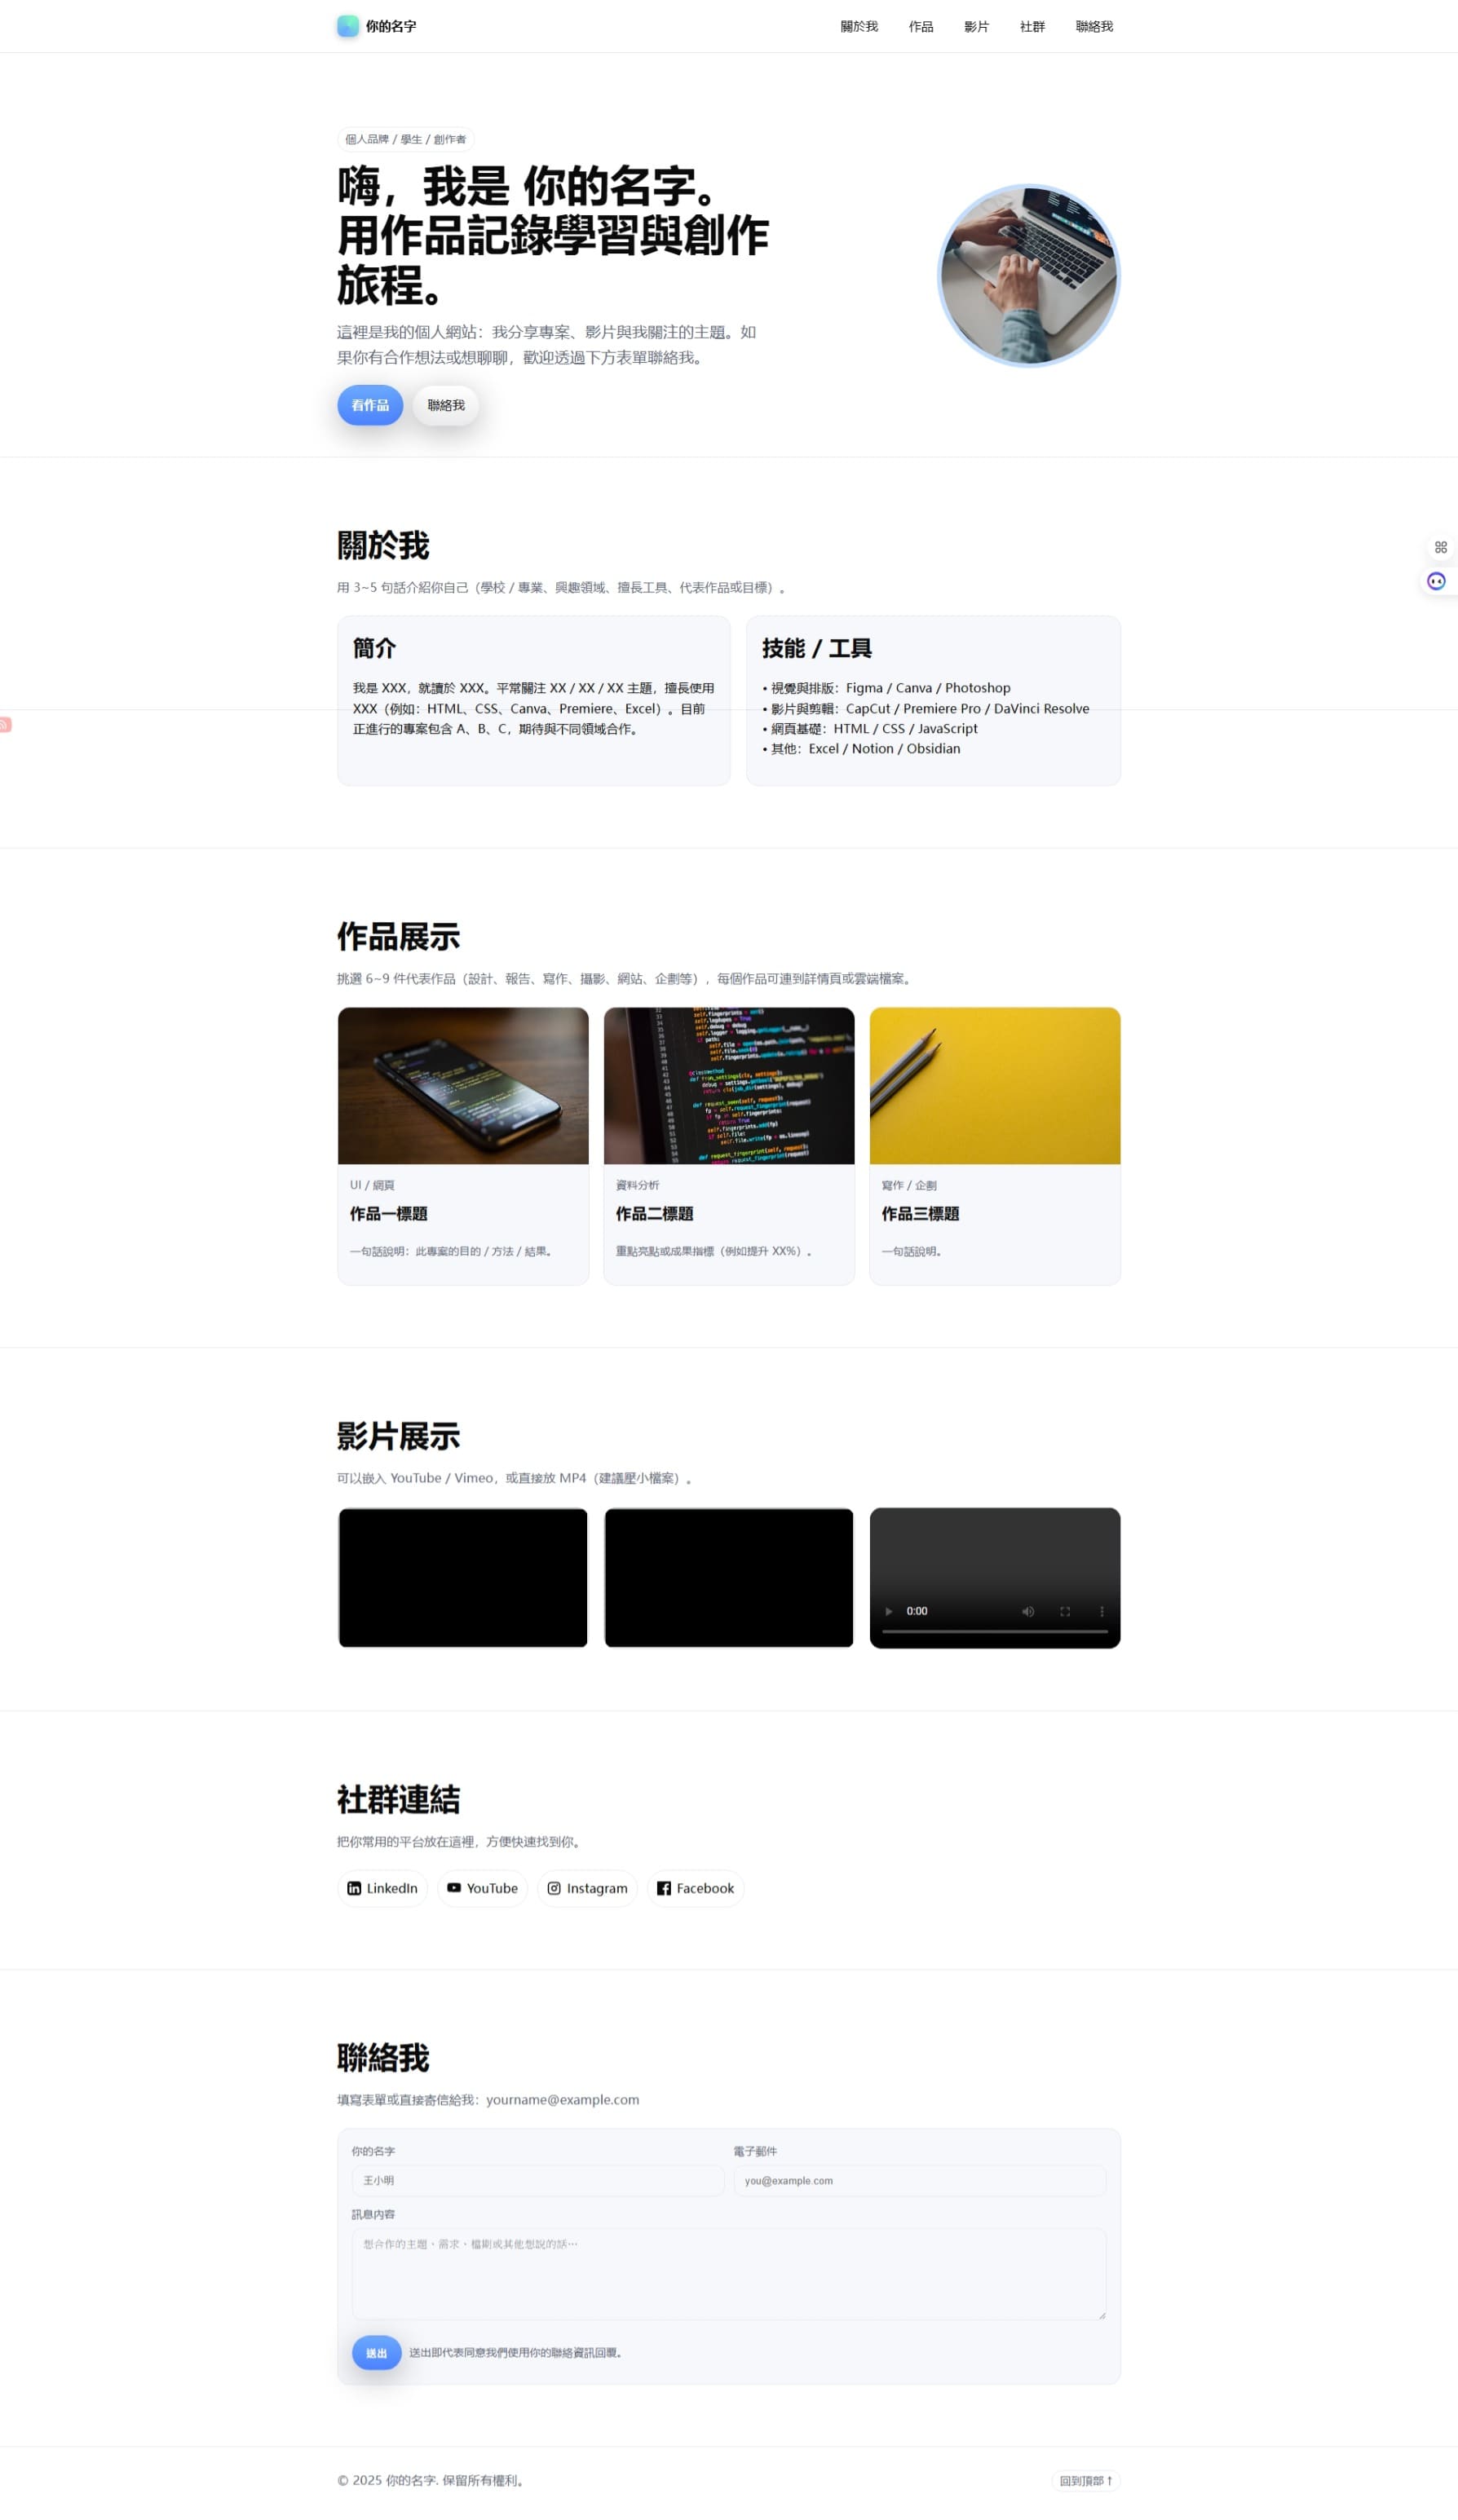 你的名字
關於我
作品
影片
社群
聯絡我
個人品牌 / 學生 / 創作者
嗨，我是 你的名字。
用作品記錄學習與創作
旅程。
這裡是我的個人網站：我分享專案、影片與我關注的主題。如
果你有合作想法或想聊聊，歡迎透過下方表單聯絡我。
看作品
聯絡我
關於我
用 3~5 句話介紹你自己（學校 / 專業、興趣領域、擅長工具、代表作品或目標）。
簡介
我是 XXX，就讀於 XXX。平常關注 XX / XX / XX 主題，擅長使用
XXX（例如：HTML、CSS、Canva、Premiere、Excel）。目前
正進行的專案包含 A、B、C，期待與不同領域合作。
技能 / 工具
• 視覺與排版：Figma / Canva / Photoshop
• 影片與剪輯：CapCut / Premiere Pro / DaVinci Resolve
• 網頁基礎：HTML / CSS / JavaScript
• 其他：Excel / Notion / Obsidian
作品展示
挑選 6~9 件代表作品（設計、報告、寫作、攝影、網站、企劃等），每個作品可連到詳情頁或雲端檔案。
UI / 網頁
作品一標題
一句話說明：此專案的目的 / 方法 / 結果。
資料分析
作品二標題
重點亮點或成果指標（例如提升 XX%）。
寫作 / 企劃
作品三標題
一句話說明。
影片展示
可以嵌入 YouTube / Vimeo，或直接放 MP4（建議壓小檔案）。
0:00
社群連結
把你常用的平台放在這裡，方便快速找到你。
LinkedIn
YouTube
Instagram
Facebook
聯絡我
填寫表單或直接寄信給我：yourname@example.com
你的名字
電子郵件
王小明
you@example.com
訊息內容
想合作的主題、需求、檔期或其他想說的話…
送出
送出即代表同意我們使用你的聯絡資訊回覆。
© 2025 你的名字. 保留所有權利。
回到頂部 ↑